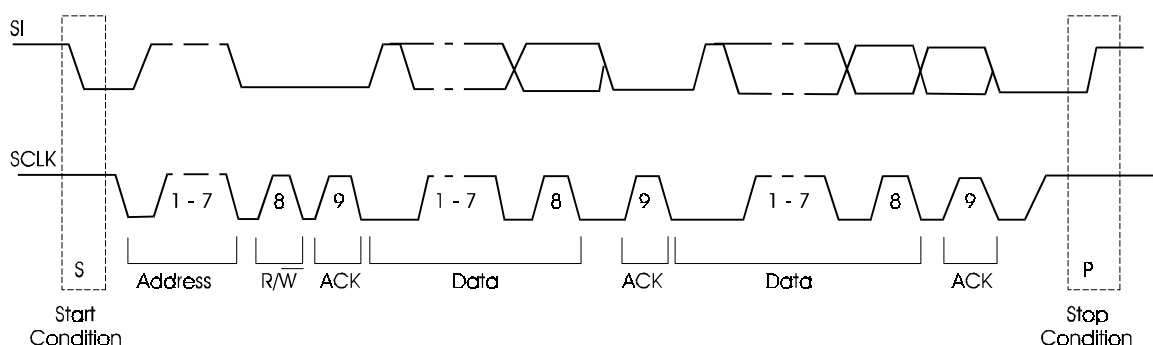 SI
SCLK
1 - 7 8 9 1 - 7 8 9 1 - 7 8 9
S P
Address R/W̅ ACK Data ACK Data ACK
Start Stop
Condition Condition